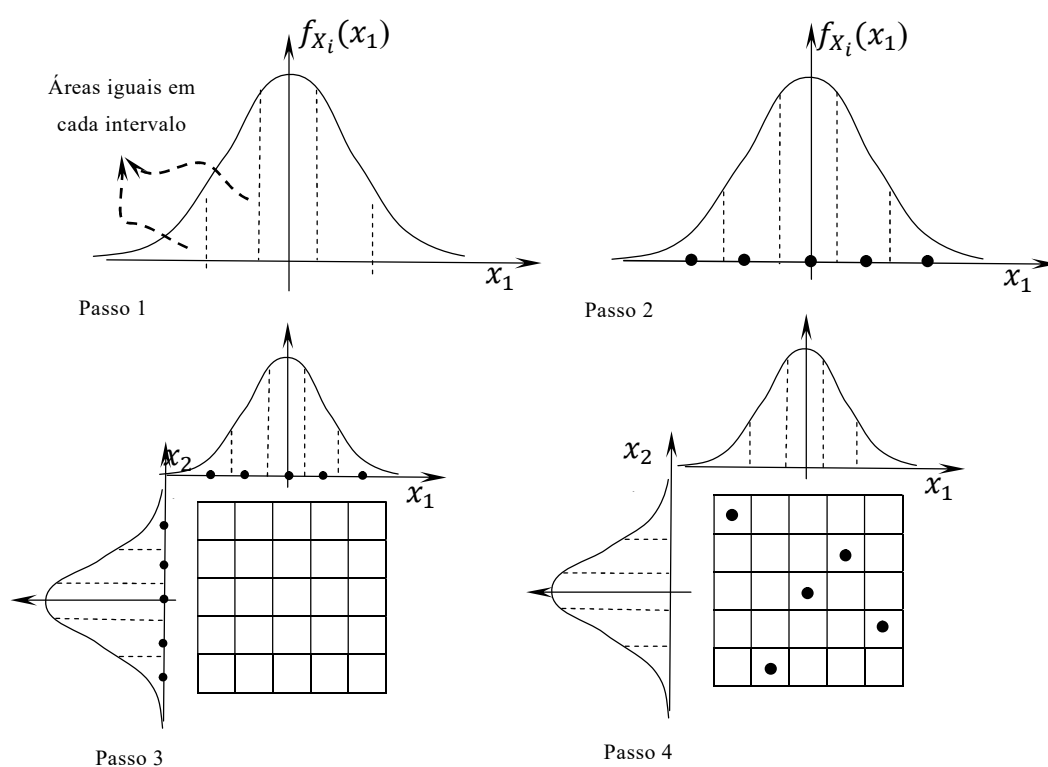 f_{X_i}(x_1)
Áreas iguais em
cada intervalo
x_1
Passo 1
f_{X_i}(x_1)
x_1
Passo 2
x_2
x_1
Passo 3
x_2
x_1
Passo 4